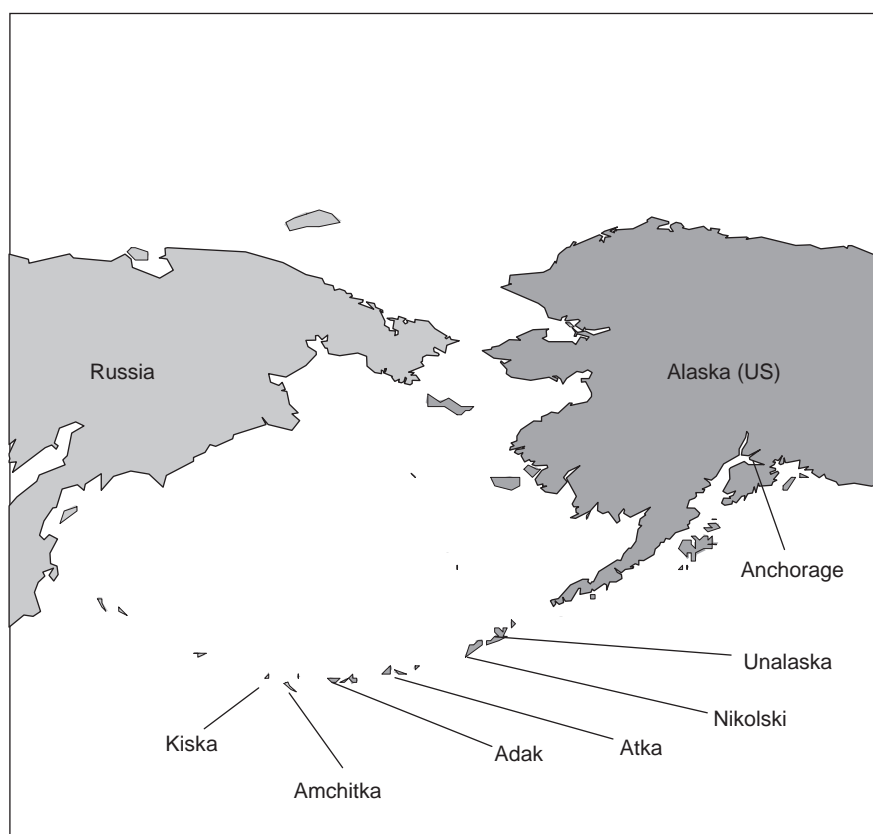 Russia
Alaska (US)
Anchorage
Unalaska
Nikolski
Kiska
Adak
Atka
Amchitka